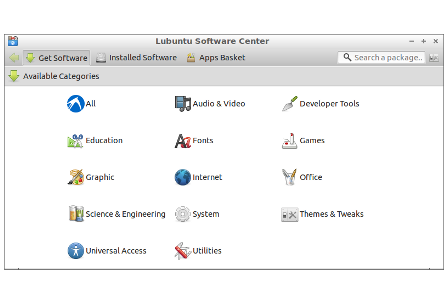 Lubuntu Software Center
Get Software Installed Software Apps Basket Search a package..
Available Categories
All Audio & Video Developer Tools
Education Fonts Games
Graphic Internet Office
Science & Engineering System Themes & Tweaks
Universal Access Utilities